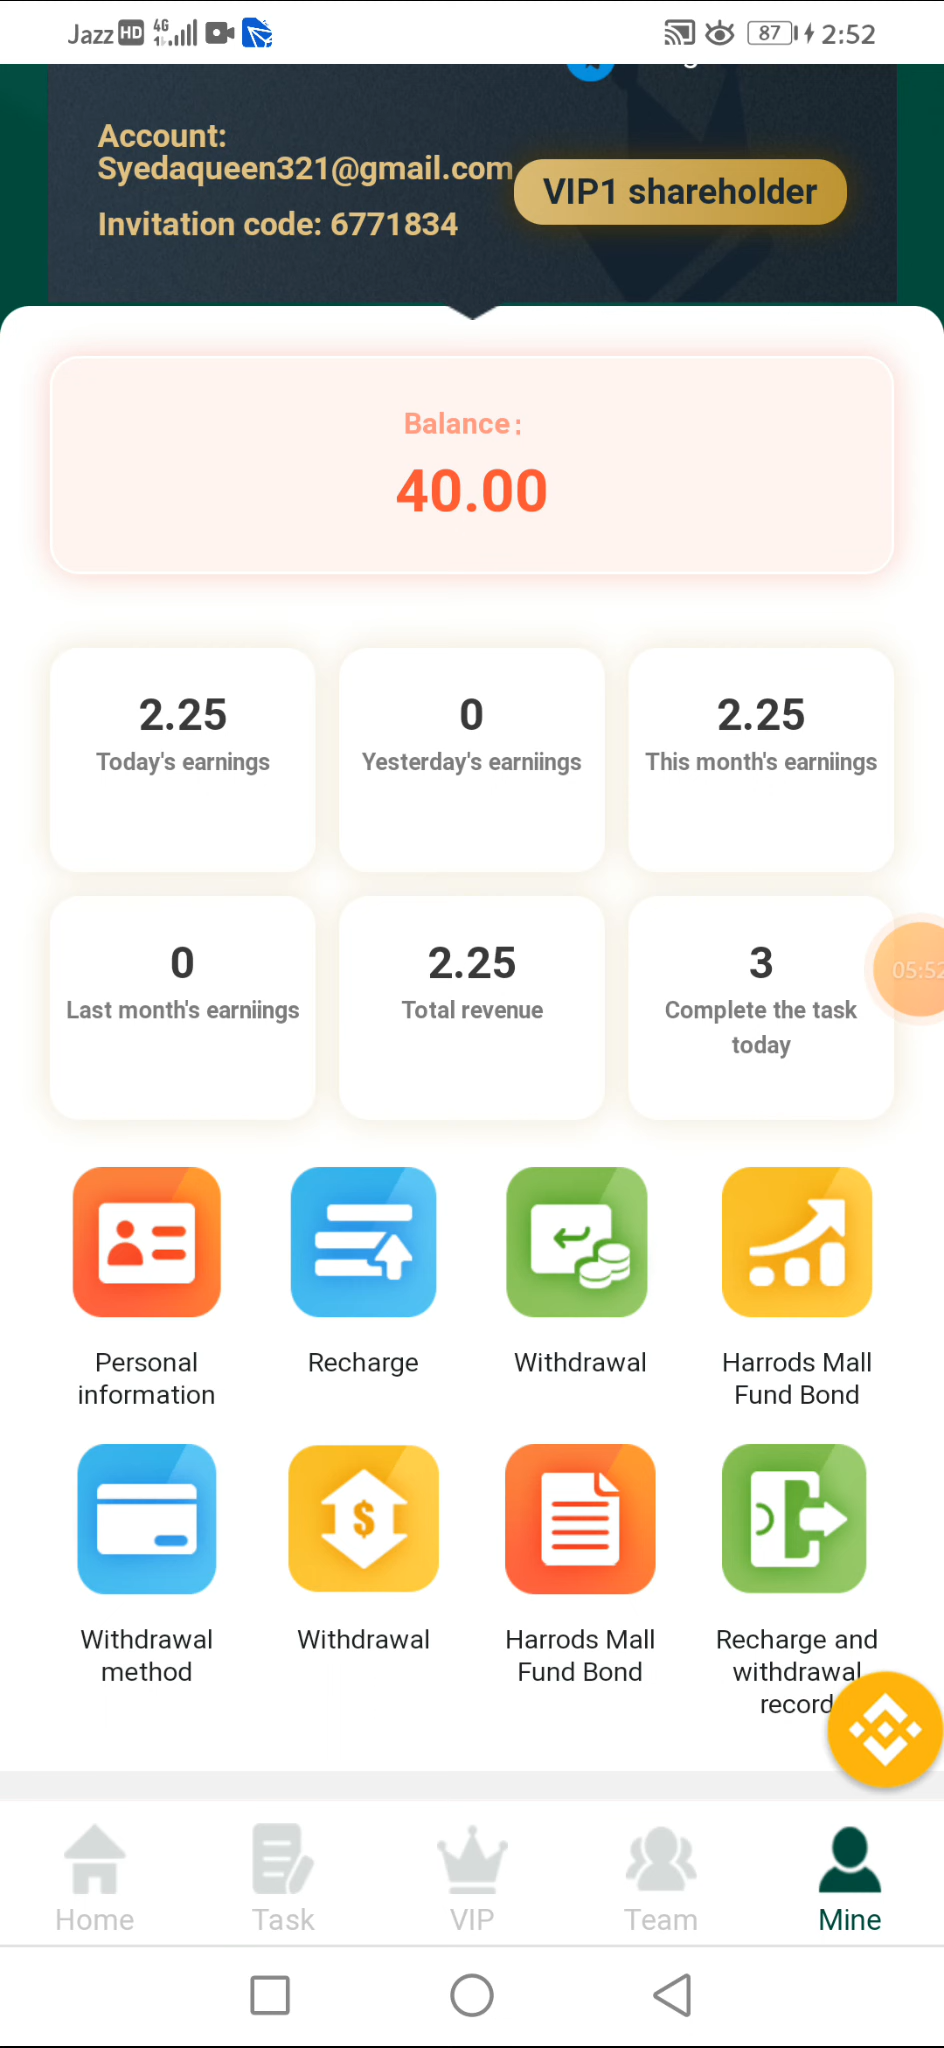 Jazz HD 4G 87 2:52
Account:
Syedaqueen321@gmail.com
VIP1 shareholder
Invitation code: 6771834
Balance:
40.00
2.25 0 2.25
Today's earnings Yesterday's earniings This month's earniings
0 2.25 3
Last month's earniings Total revenue Complete the task
today
05:52
Personal Recharge Withdrawal Harrods Mall
information Fund Bond
$
Withdrawal Withdrawal Harrods Mall Recharge and
method Fund Bond withdrawal
record
Home Task VIP Team Mine